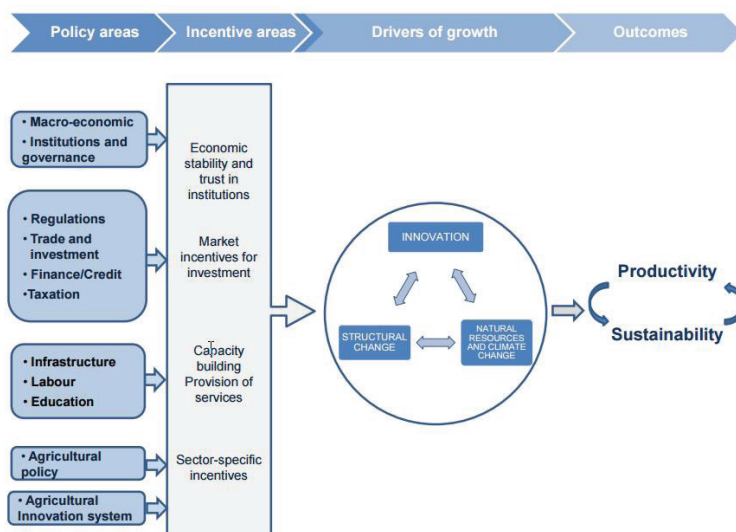 Policy areas
Incentive areas
Drivers of growth
Outcomes
• Macro-economic
• Institutions and
governance
• Regulations
• Trade and
investment
• Finance/Credit
•Taxation
• Infrastructure
• Labour
• Education
• Agricultural
policy
• Agricultural
Innovation system
Economic
stability and
trust in
institutions
Market
incentives for
investment
Capacity
building
Provision of
services
Sector-specific
incentives
INNOVATION
STRUCTURAL
CHANGE
NATURAL
RESOURCES
AND CLIMATE
CHANGE
Productivity
Sustainability